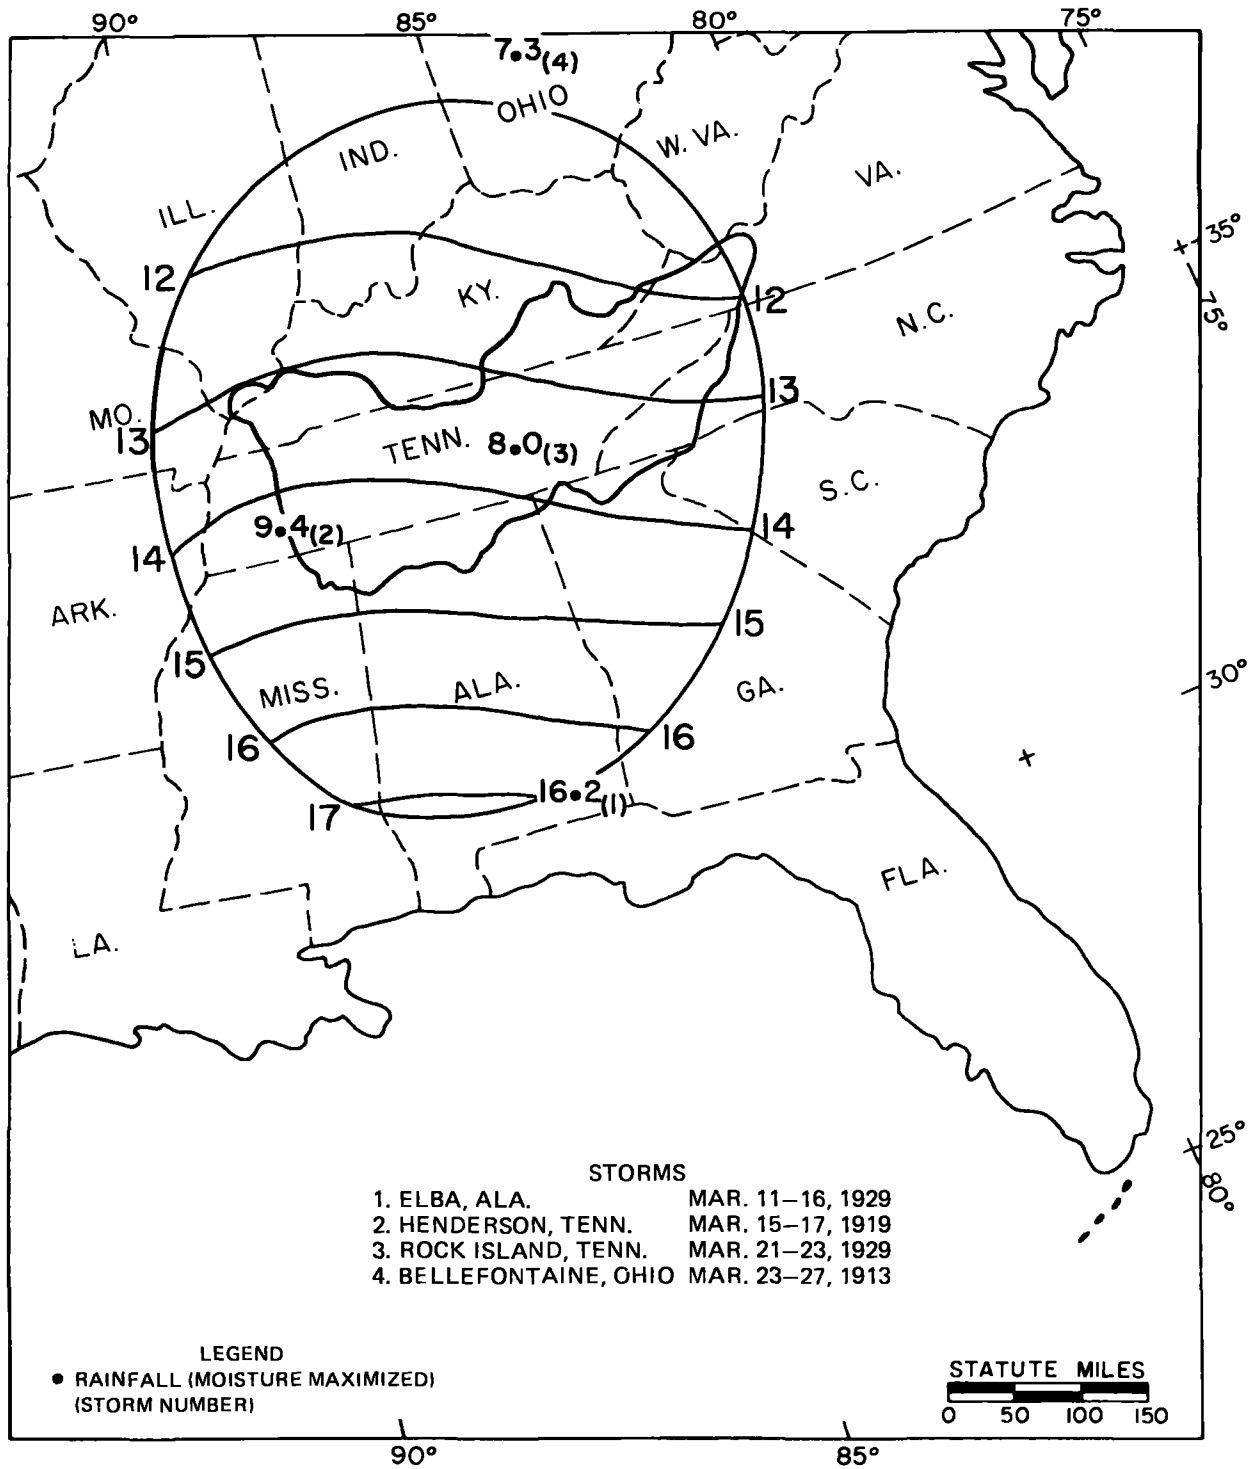 90° 85° 80° 75°
7.3(4)
OHIO
W. VA.
IND.
VA.
ILL.
35°
75°
12 12
KY.
N.C.
MO.
13 13
TENN. 8.0(3)
S.C.
9.4(2)
14 14
ARK.
15 15
MISS. ALA. GA.
30°
16 16
17 16.2(1)
FLA.
LA.
25°
80°
STORMS
1. ELBA, ALA. MAR. 11–16, 1929
2. HENDERSON, TENN. MAR. 15–17, 1919
3. ROCK ISLAND, TENN. MAR. 21–23, 1929
4. BELLEFONTAINE, OHIO MAR. 23–27, 1913
LEGEND
• RAINFALL (MOISTURE MAXIMIZED)
(STORM NUMBER)
STATUTE MILES
0 50 100 150
90° 85°